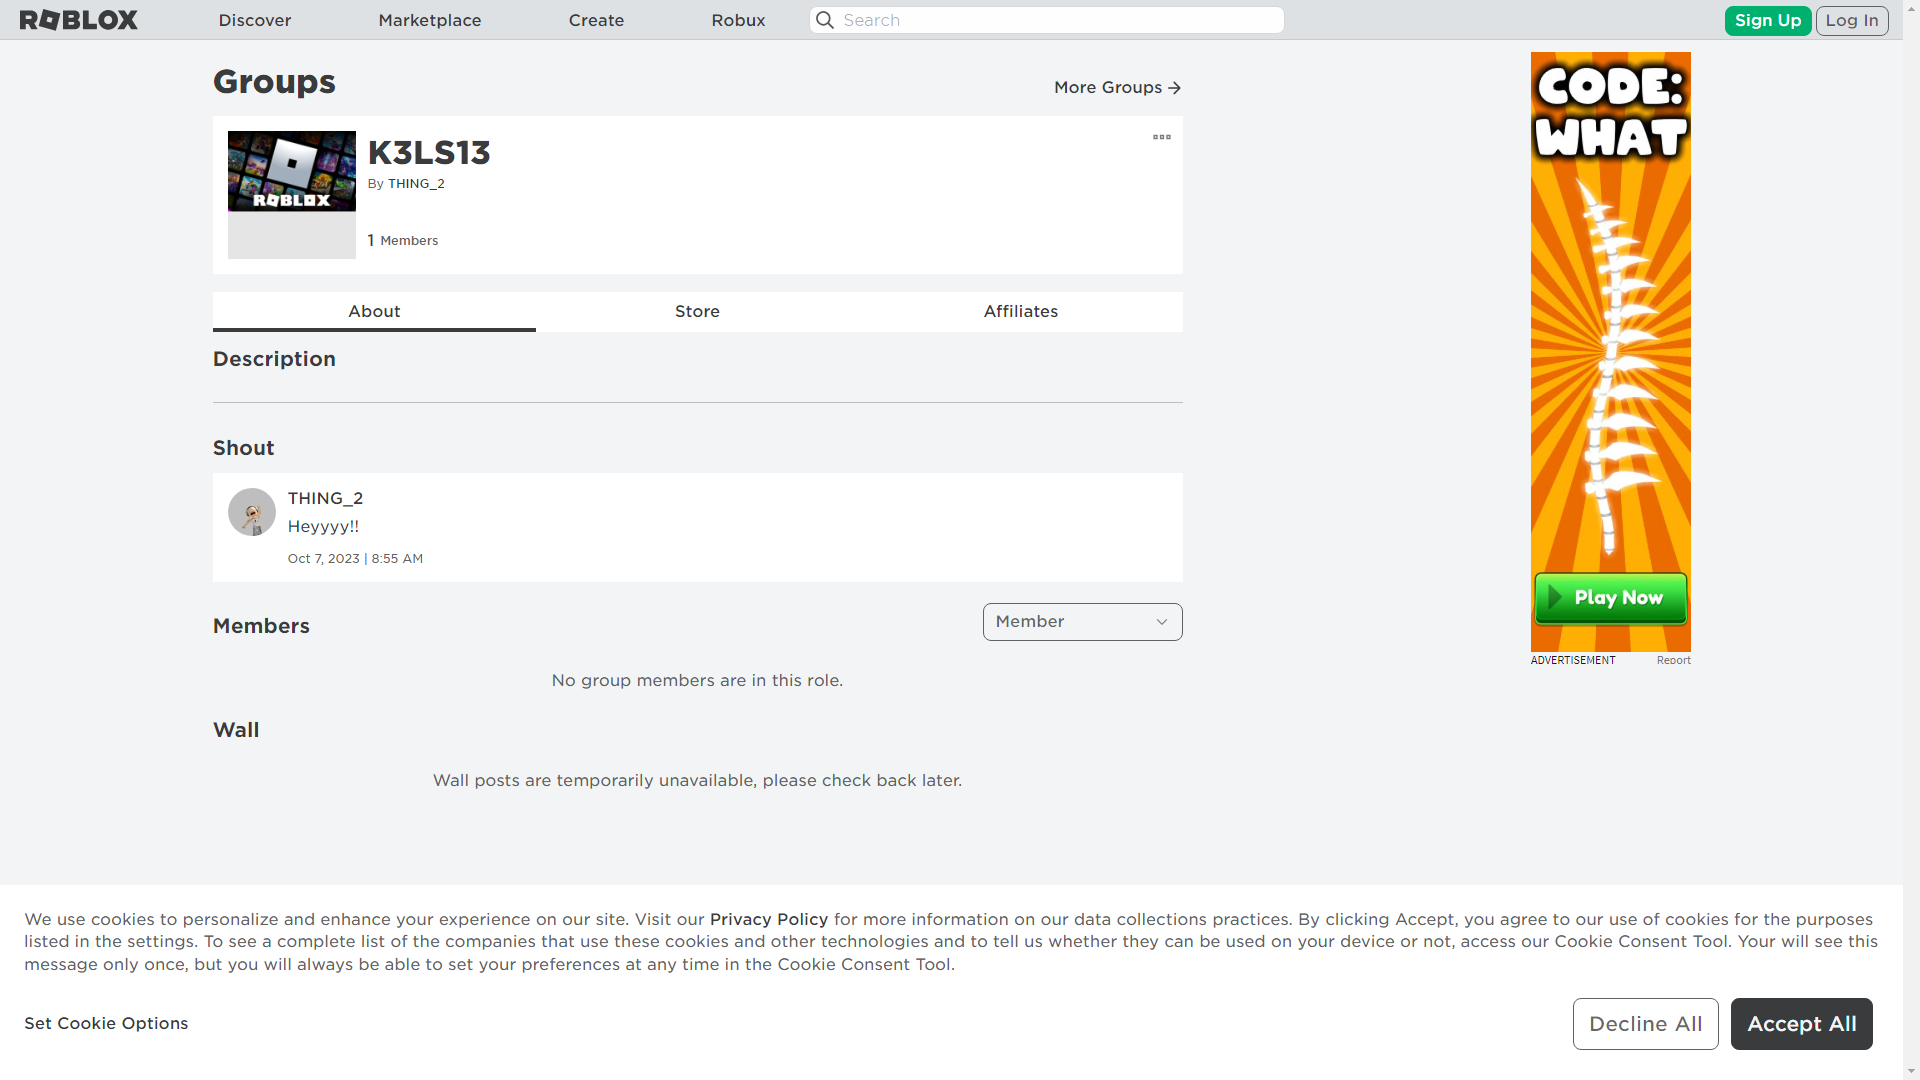 ROBLOX
Discover
Marketplace
Create
Robux
Search
Sign Up
Log In
Groups
More Groups
ROBLOX
K3LS13
By THING_2
1 Members
About
Store
Affiliates
Description
Shout
THING_2
Heyyyy!!
Oct 7, 2023 | 8:55 AM
Members
Member
No group members are in this role.
Wall
Wall posts are temporarily unavailable, please check back later.
CODE:
WHAT
Play Now
ADVERTISEMENT
Report
We use cookies to personalize and enhance your experience on our site. Visit our Privacy Policy for more information on our data collections practices. By clicking Accept, you agree to our use of cookies for the purposes
listed in the settings. To see a complete list of the companies that use these cookies and other technologies and to tell us whether they can be used on your device or not, access our Cookie Consent Tool. Your will see this
message only once, but you will always be able to set your preferences at any time in the Cookie Consent Tool.
Set Cookie Options
Decline All
Accept All